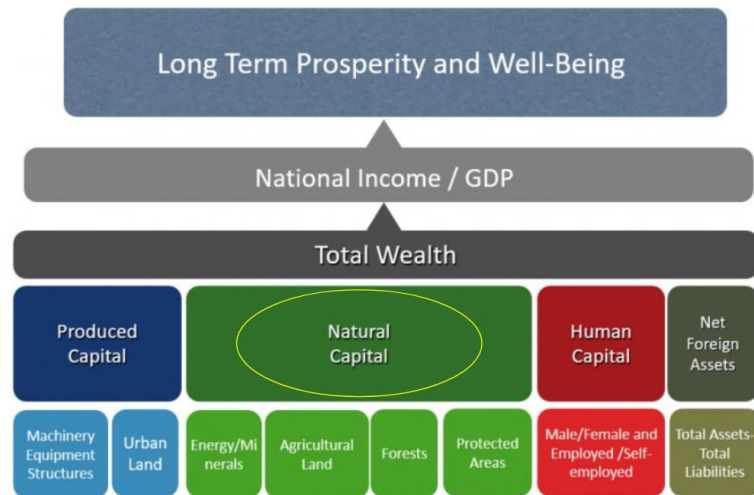 Long Term Prosperity and Well-Being
National Income / GDP
Total Wealth
Produced
Capital
Natural
Capital
Human
Capital
Net
Foreign
Assets
Machinery
Equipment
Structures
Urban
Land
Energy/Mi
nerals
Agricultural
Land
Forests
Protected
Areas
Male/Female and
Employed /Self-
employed
Total Assets-
Total
Liabilities